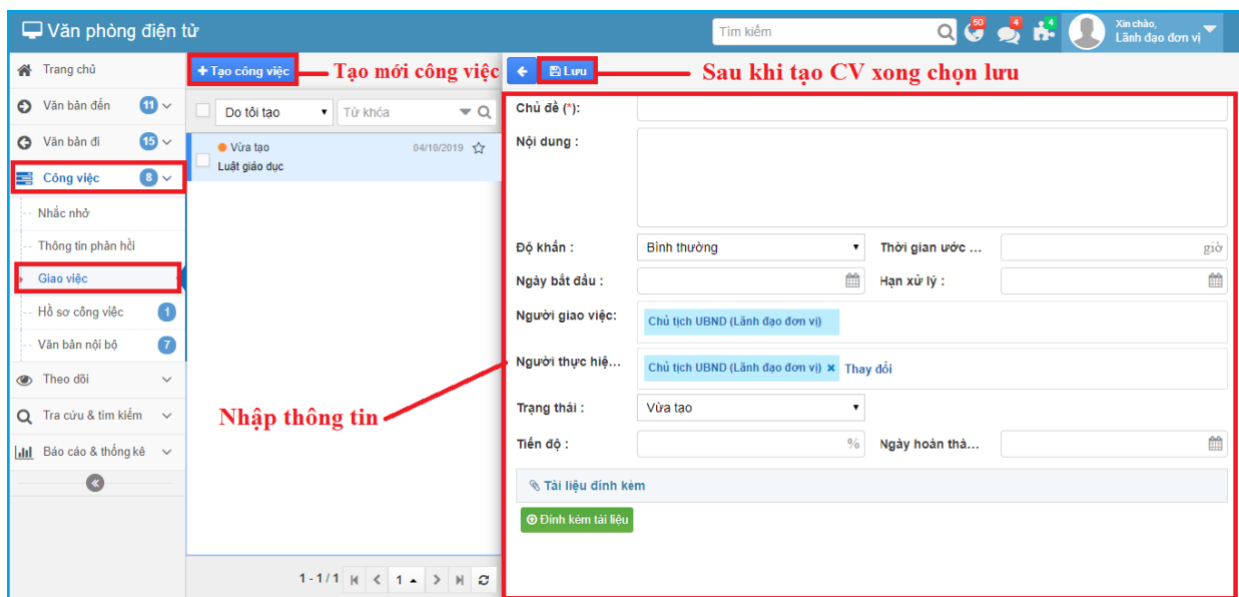 Văn phòng điện tử
Tìm kiếm
50
4
4
Xin chào,
Lãnh đạo đơn vị
Trang chủ
Văn bản đến 11
Văn bản đi 15
Công việc 8
Nhắc nhở
Thông tin phản hồi
Giao việc
Hồ sơ công việc 1
Văn bản nội bộ 7
Theo dõi
Tra cứu & tìm kiếm
Báo cáo & thống kê
+ Tạo công việc
Tạo mới công việc
Do tôi tạo
Từ khóa
Vừa tạo 04/10/2019
Luật giáo dục
Nhập thông tin
1 - 1 / 1
1
Lưu
Sau khi tạo CV xong chọn lưu
Chủ đề (*):
Nội dung :
Độ khẩn : Bình thường Thời gian ước ... giờ
Ngày bắt đầu : Hạn xử lý :
Người giao việc: Chủ tịch UBND (Lãnh đạo đơn vị)
Người thực hiệ... Chủ tịch UBND (Lãnh đạo đơn vị) × Thay đổi
Trạng thái : Vừa tạo
Tiến độ : % Ngày hoàn thà...
Tài liệu đính kèm
Đính kèm tài liệu